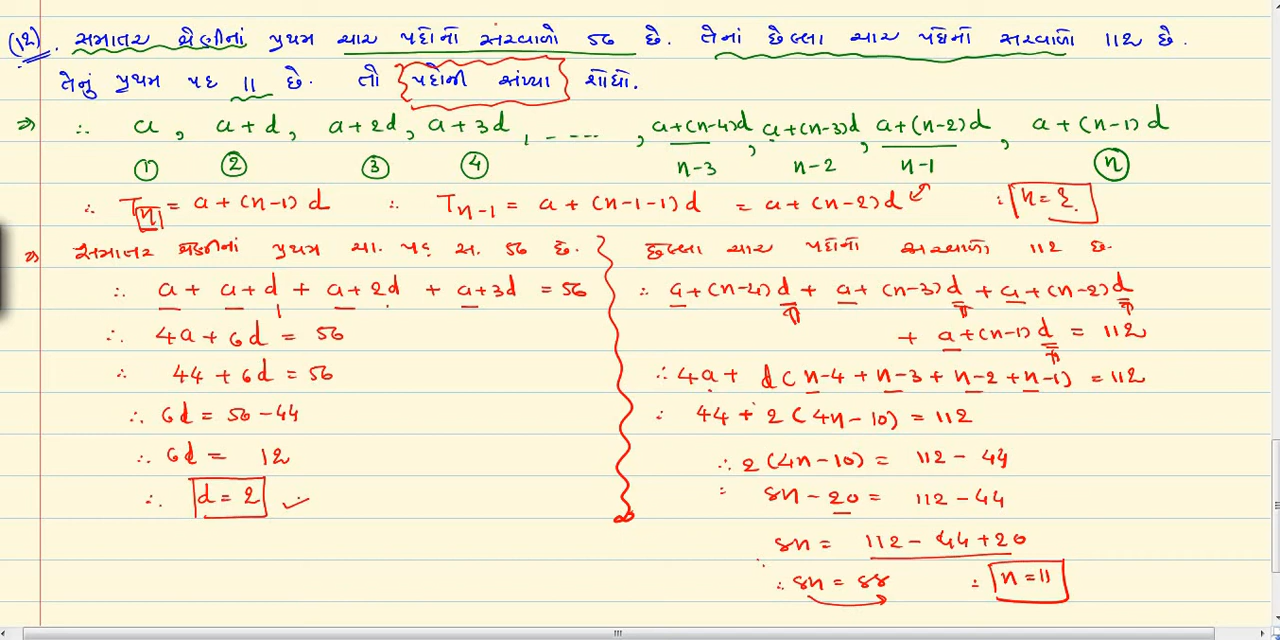 (12). સમાંતર શ્રેણીનાં પ્રથમ ચાર પદોનો સરવાળો 56 છે. તેનાં છેલ્લા ચાર પદોનો સરવાળો 112 છે.
તેનું પ્રથમ પદ 11 છે. તો પદોની સંખ્યા શોધો.
⇒ ∴ a, a+d, a+2d, a+3d, ----, a+(n-4)d, a+(n-3)d, a+(n-2)d, a+(n-1)d
① ② ③ ④ n-3 n-2 n-1 ⓝ
∴ Tn = a+(n-1)d ∴ Tn-1 = a+(n-1-1)d = a+(n-2)d ∴ n=?
⇒ સમાંતર શ્રેણીનાં પ્રથમ ચા. પદ સ. 56 છે.
∴ a + a+d + a+2d + a+3d = 56
∴ 4a+6d = 56
∴ 44+6d = 56
∴ 6d = 56-44
∴ 6d = 12
∴ d = 2
છેલ્લા ચાર પદોનો સરવાળો 112 છે.
∴ a+(n-4)d + a+(n-3)d + a+(n-2)d
+ a+(n-1)d = 112
∴ 4a + d(n-4+n-3+n-2+n-1) = 112
∴ 44 + 2(4n-10) = 112
∴ 2(4n-10) = 112-44
∴ 8n-20 = 112-44
8n = 112-44+20
∴ 8n = 88 ∴ n=11